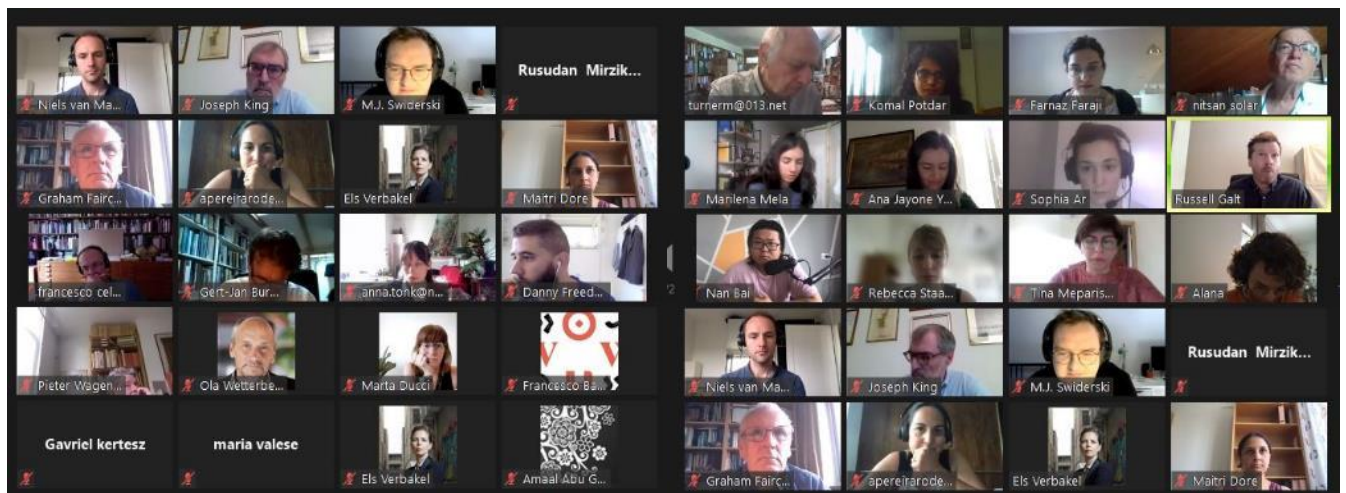 Niels van Ma...
Joseph King
M.J. Swiderski
Rusudan Mirzik...
Graham Fairc...
apereirarode...
Els Verbakel
Maitri Dore
francesco cel...
Gert-Jan Bur...
anna.tonk@n...
Danny Freed...
Pieter Wagen...
Ola Wetterbe...
Marta Ducci
Francesco Ba...
Gavriel kertesz
maria valese
Els Verbakel
Amaal Abu G...
turnerm@013.net
Komal Potdar
Farnaz Faraji
nitsan solar
Marilena Mela
Ana Jayone Y...
Sophia Ar
Russell Galt
Nan Bai
Rebecca Staa...
Tina Meparis...
Alana
Niels van Ma...
Joseph King
M.J. Swiderski
Rusudan Mirzik...
Graham Fairc...
apereirarode...
Els Verbakel
Maitri Dore